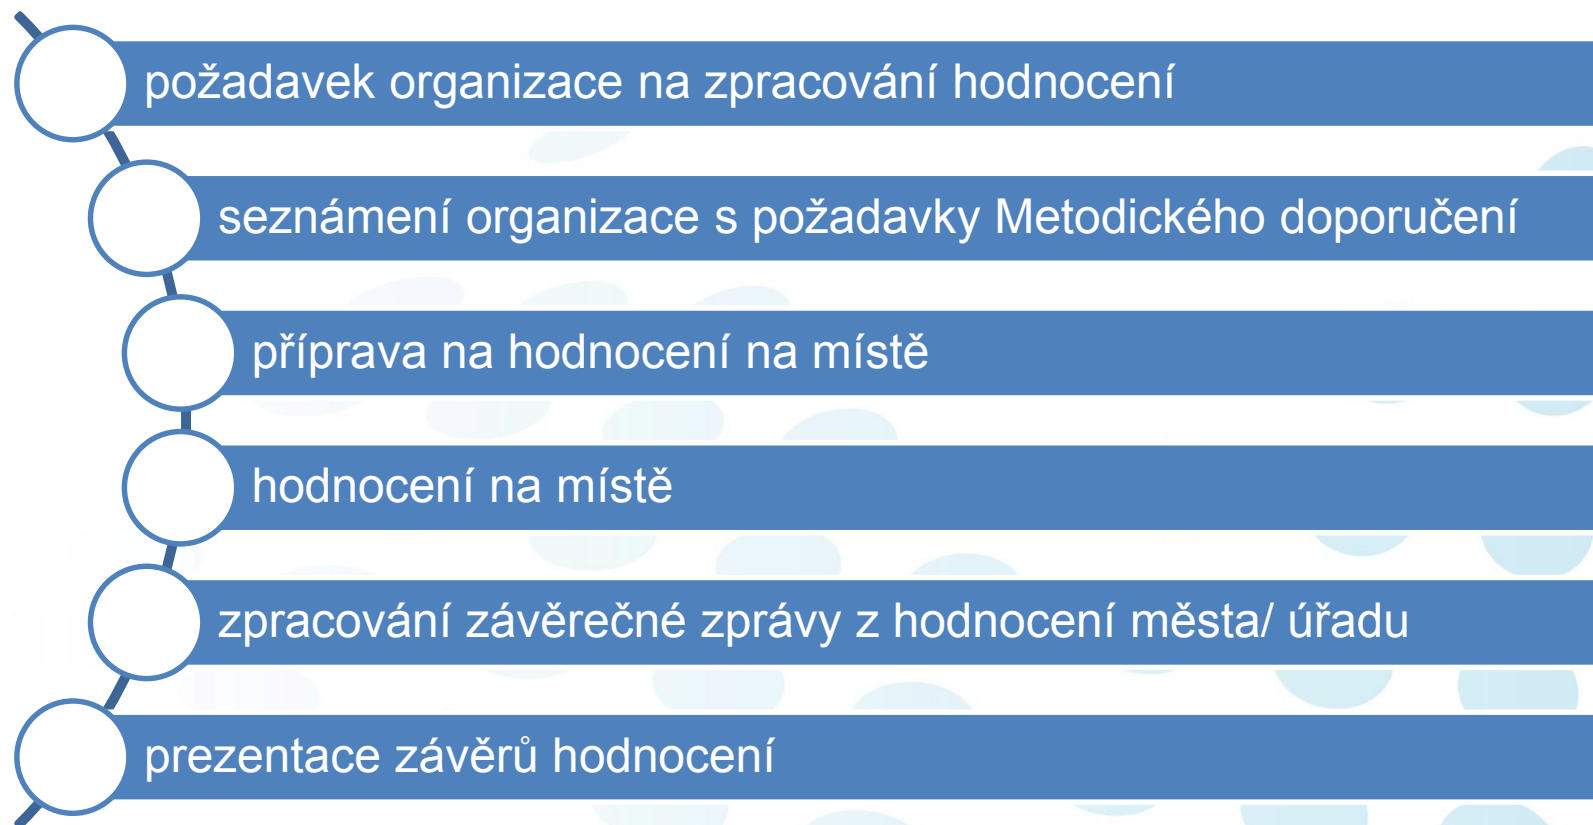 požadavek organizace na zpracování hodnocení
seznámení organizace s požadavky Metodického doporučení
příprava na hodnocení na místě
hodnocení na místě
zpracování závěrečné zprávy z hodnocení města/ úřadu
prezentace závěrů hodnocení